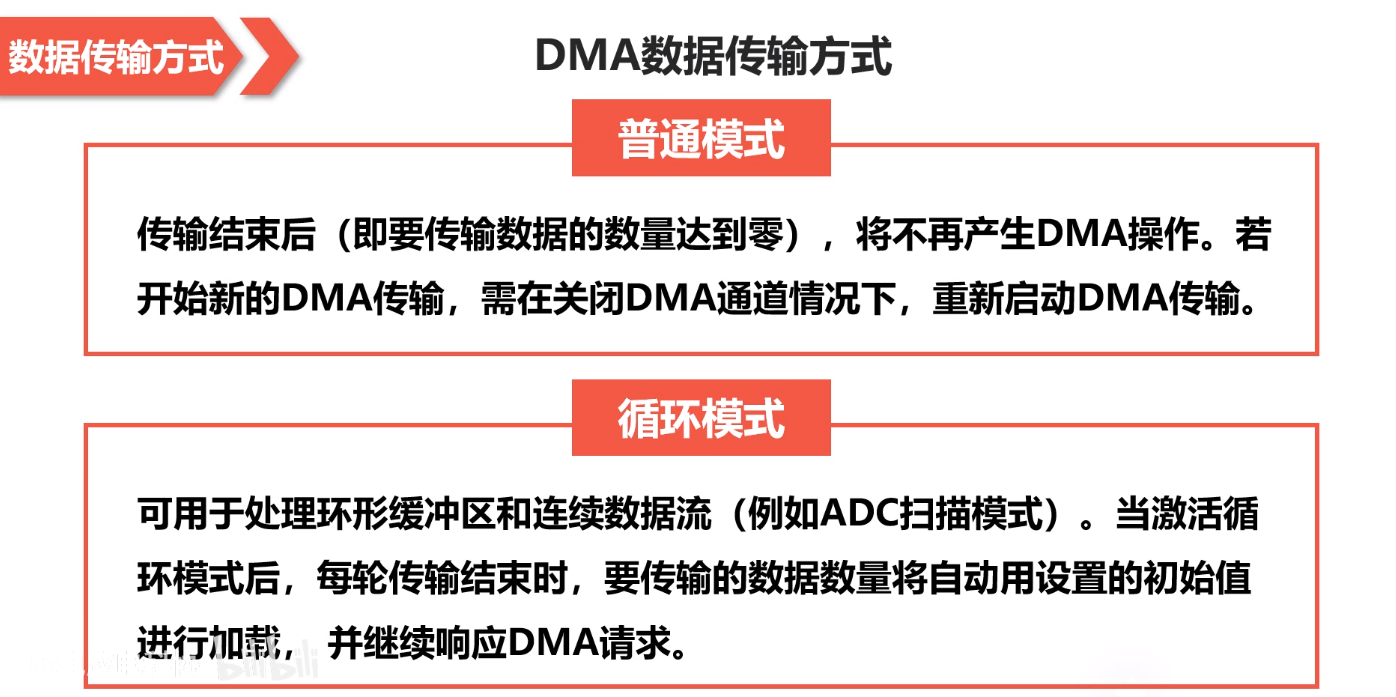 数据传输方式
DMA数据传输方式
普通模式
传输结束后（即要传输数据的数量达到零），将不再产生DMA操作。若
开始新的DMA传输，需在关闭DMA通道情况下，重新启动DMA传输。
循环模式
可用于处理环形缓冲区和连续数据流（例如ADC扫描模式）。当激活循
环模式后，每轮传输结束时，要传输的数据数量将自动用设置的初始值
进行加载， 并继续响应DMA请求。
bilibili